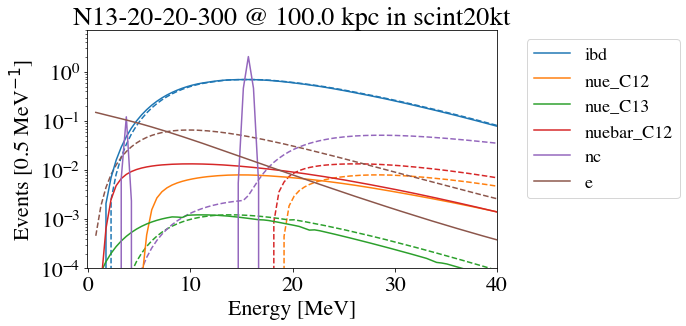 N13-20-20-300 @ 100.0 kpc in scint20kt
Events [0.5 MeV⁻¹]
10⁰
10⁻¹
10⁻²
10⁻³
10⁻⁴
0 10 20 30 40
Energy [MeV]
ibd
nue_C12
nue_C13
nuebar_C12
nc
e